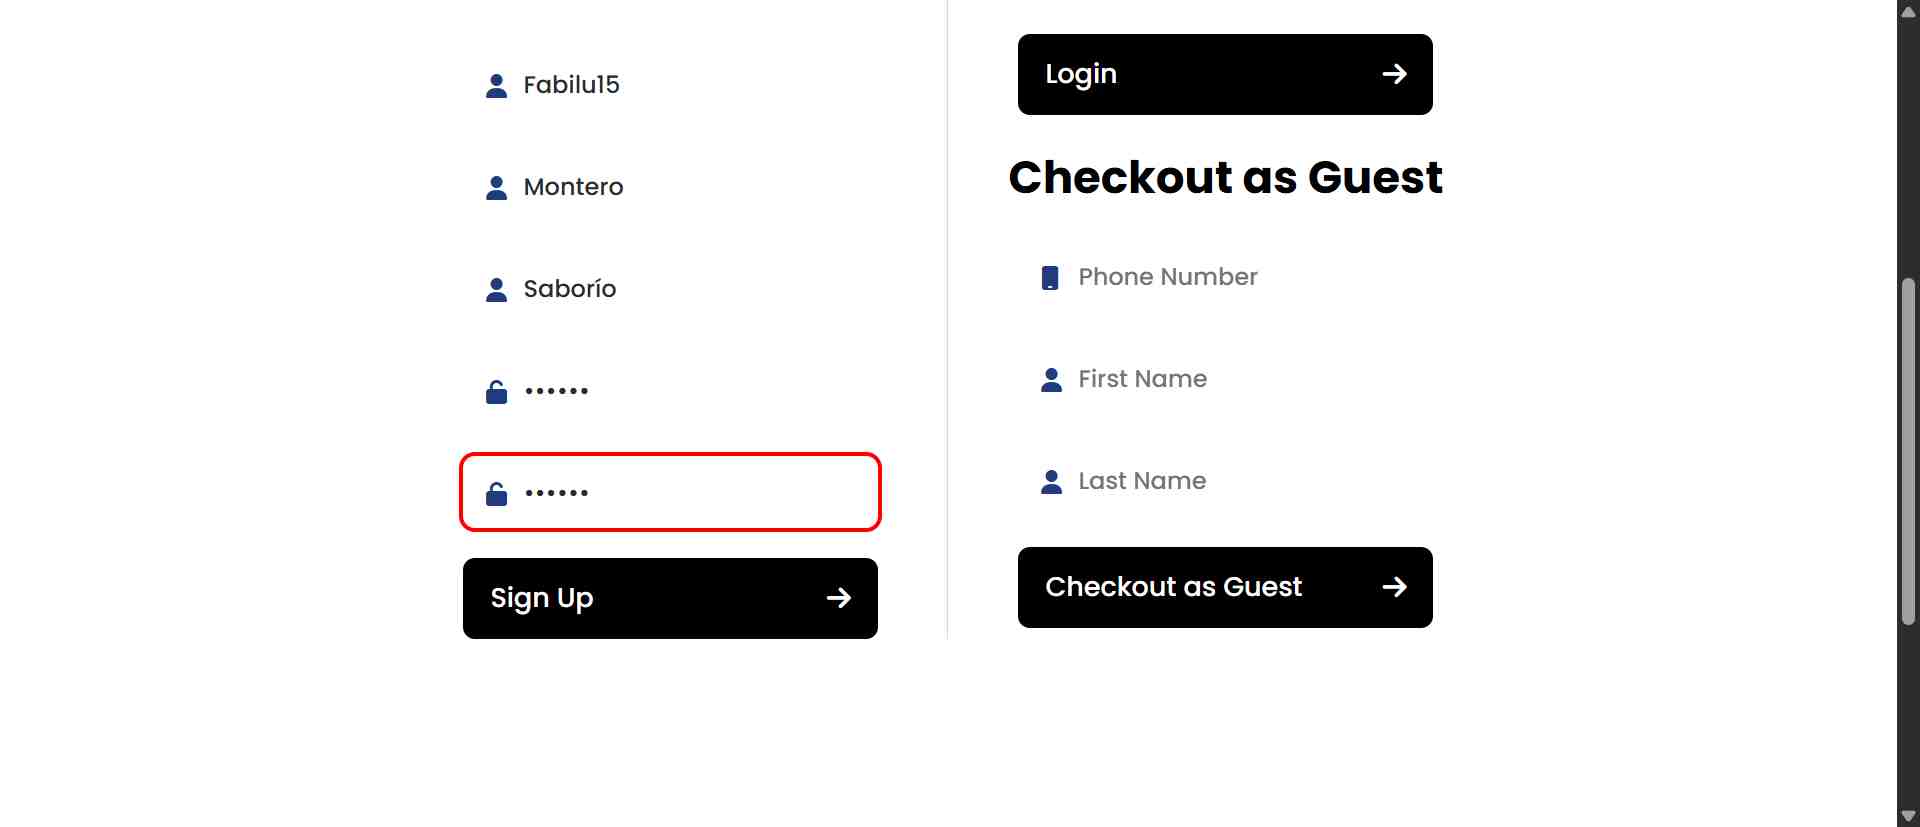 Fabilu15
Montero
Saborío
••••••
••••••
Sign Up
Login
Checkout as Guest
Phone Number
First Name
Last Name
Checkout as Guest